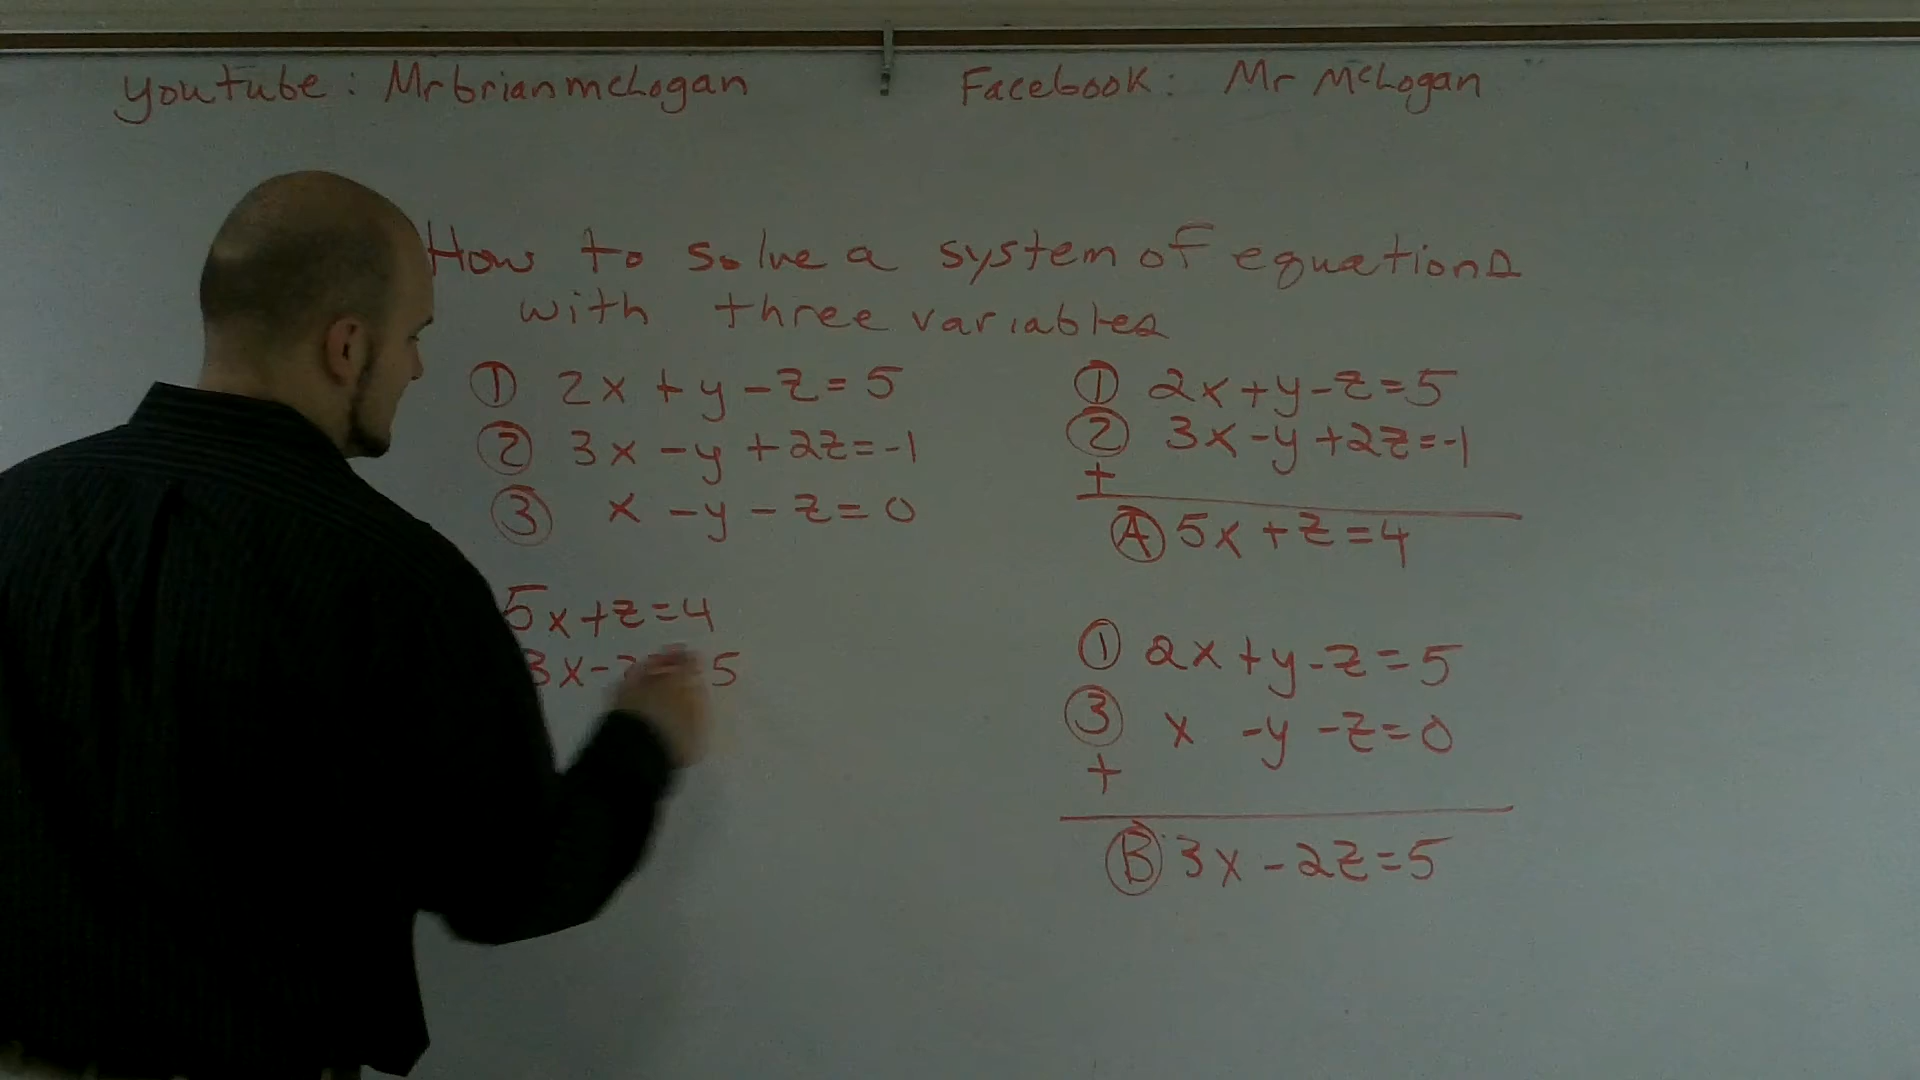 youtube: Mrbrianmclogan
Facebook: Mr McLogan
How to solve a system of equations
with three variables
① 2x + y - z = 5
② 3x - y + 2z = -1
③ x - y - z = 0
5x + z = 4
3x - 5
① 2x + y - z = 5
② 3x - y + 2z = -1
+
Ⓐ 5x + z = 4
① 2x + y - z = 5
③ x - y - z = 0
+
Ⓑ 3x - 2z = 5